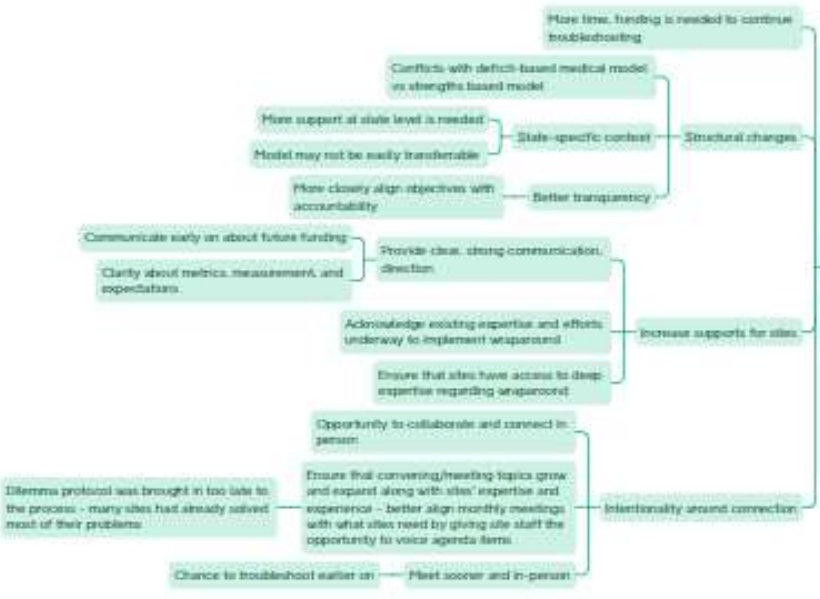 More time, funding is needed to continue
troubleshooting
Conflicts with deficit-based medical model
vs strengths based model
More support at state level is needed
State-specific context
Structural changes
Model may not be easily transferrable
More closely align objectives with
accountability
Better transparency
Communicate early on about future funding
Provide clear, strong communication,
direction
Clarity about metrics, measurement, and
expectations
Acknowledge existing expertise and efforts
underway to implement wraparound
Increase supports for sites
Ensure that sites have access to deep
expertise regarding wraparound
Opportunity to collaborate and connect in
person
Dilemma protocol was brought in too late to
the process - many sites had already solved
most of their problems
Ensure that convening/meeting topics grow
and expand along with sites' expertise and
experience - better align monthly meetings
with what sites need by giving site staff the
opportunity to voice agenda items
Intentionality around connection
Chance to troubleshoot earlier on
Meet sooner and in-person